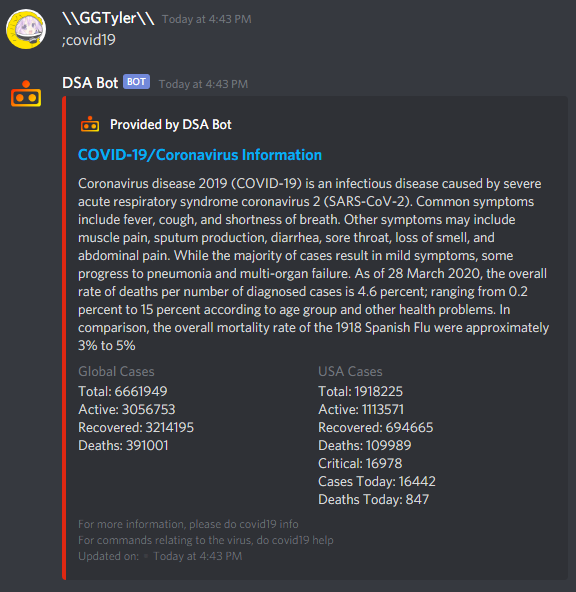 \\GGTyler\\ Today at 4:43 PM
;covid19
DSA Bot BOT Today at 4:43 PM
Provided by DSA Bot
COVID-19/Coronavirus Information
Coronavirus disease 2019 (COVID-19) is an infectious disease caused by severe
acute respiratory syndrome coronavirus 2 (SARS-CoV-2). Common symptoms
include fever, cough, and shortness of breath. Other symptoms may include
muscle pain, sputum production, diarrhea, sore throat, loss of smell, and
abdominal pain. While the majority of cases result in mild symptoms, some
progress to pneumonia and multi-organ failure. As of 28 March 2020, the overall
rate of deaths per number of diagnosed cases is 4.6 percent; ranging from 0.2
percent to 15 percent according to age group and other health problems. In
comparison, the overall mortality rate of the 1918 Spanish Flu were approximately
3% to 5%
Global Cases
Total: 6661949
Active: 3056753
Recovered: 3214195
Deaths: 391001
USA Cases
Total: 1918225
Active: 1113571
Recovered: 694665
Deaths: 109989
Critical: 16978
Cases Today: 16442
Deaths Today: 847
For more information, please do covid19 info
For commands relating to the virus, do covid19 help
Updated on: • Today at 4:43 PM